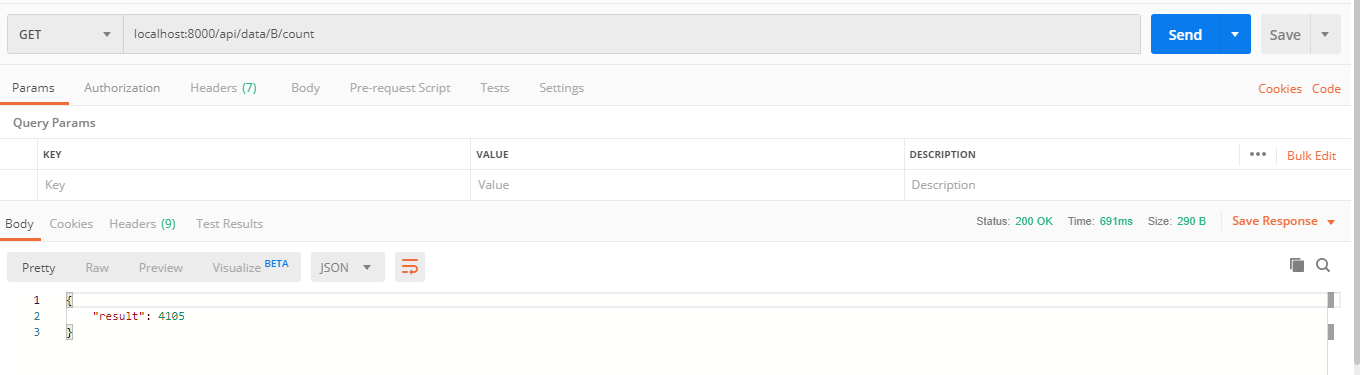 GET localhost:8000/api/data/B/count Send Save
Params Authorization Headers (7) Body Pre-request Script Tests Settings Cookies Code
Query Params
KEY VALUE DESCRIPTION ••• Bulk Edit
Key Value Description
Body Cookies Headers (9) Test Results Status: 200 OK Time: 691ms Size: 290 B Save Response
Pretty Raw Preview Visualize BETA JSON
1 {
2 "result": 4105
3 }